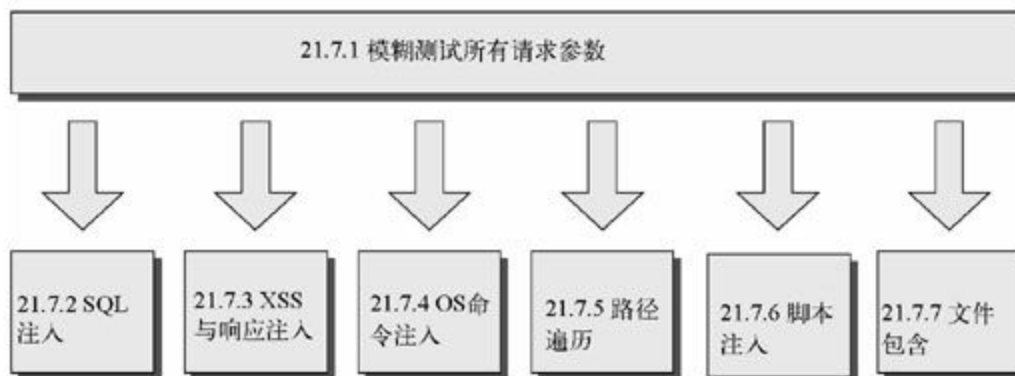 21.7.1 模糊测试所有请求参数
21.7.2 SQL
注入
21.7.3 XSS
与响应注入
21.7.4 OS命
令注入
21.7.5 路径
遍历
21.7.6 脚本
注入
21.7.7 文件
包含